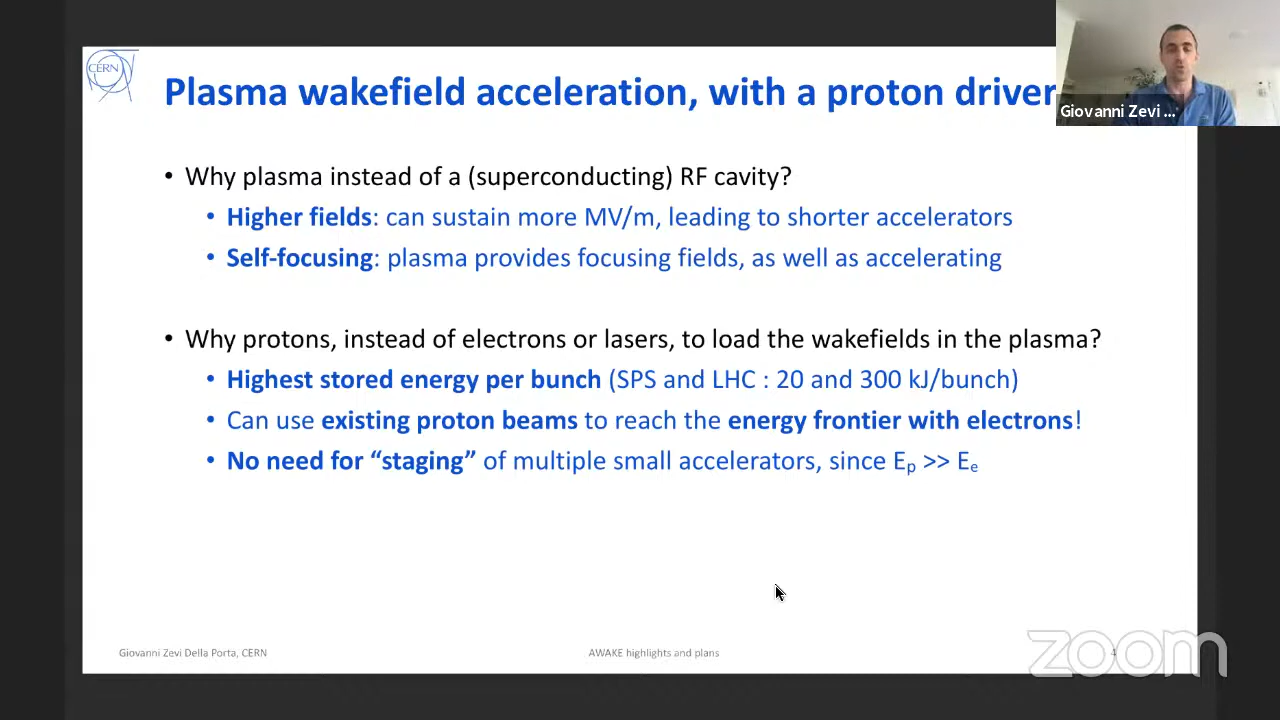 CERN
Plasma wakefield acceleration, with a proton driver
Giovanni Zevi ...
• Why plasma instead of a (superconducting) RF cavity?
• Higher fields: can sustain more MV/m, leading to shorter accelerators
• Self-focusing: plasma provides focusing fields, as well as accelerating
• Why protons, instead of electrons or lasers, to load the wakefields in the plasma?
• Highest stored energy per bunch (SPS and LHC : 20 and 300 kJ/bunch)
• Can use existing proton beams to reach the energy frontier with electrons!
• No need for “staging” of multiple small accelerators, since Eₚ >> Eₑ
Giovanni Zevi Della Porta, CERN
AWAKE highlights and plans
4
zoom